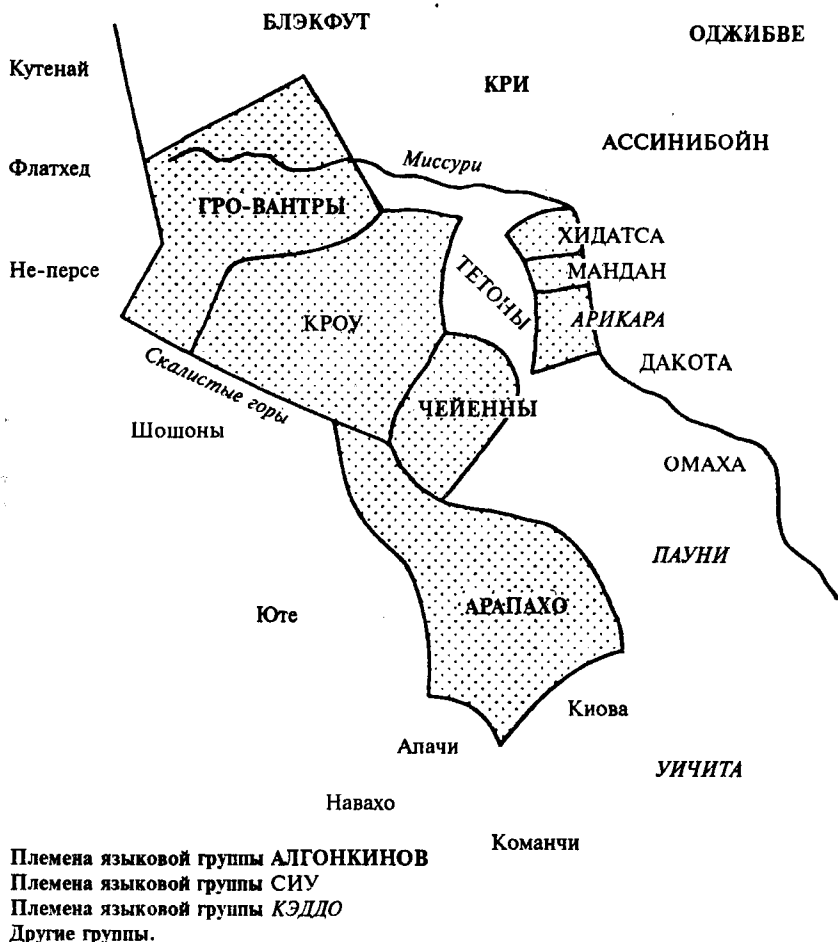 БЛЭКФУТ
ОДЖИБВЕ
Кутенай
КРИ
АССИНИБОЙН
Миссури
Флатхед
ГРО-ВАНТРЫ
ХИДАТСА
Не-персе
МАНДАН
ТЕТОНЫ
КРОУ
АРИКАРА
ДАКОТА
Скалистые горы
ЧЕЙЕННЫ
Шошоны
ОМАХА
ПАУНИ
АРАПАХО
Юте
Киова
Апачи
УИЧИТА
Навахо
Команчи
Племена языковой группы АЛГОНКИНОВ
Племена языковой группы СИУ
Племена языковой группы КЭДДО
Другие группы.